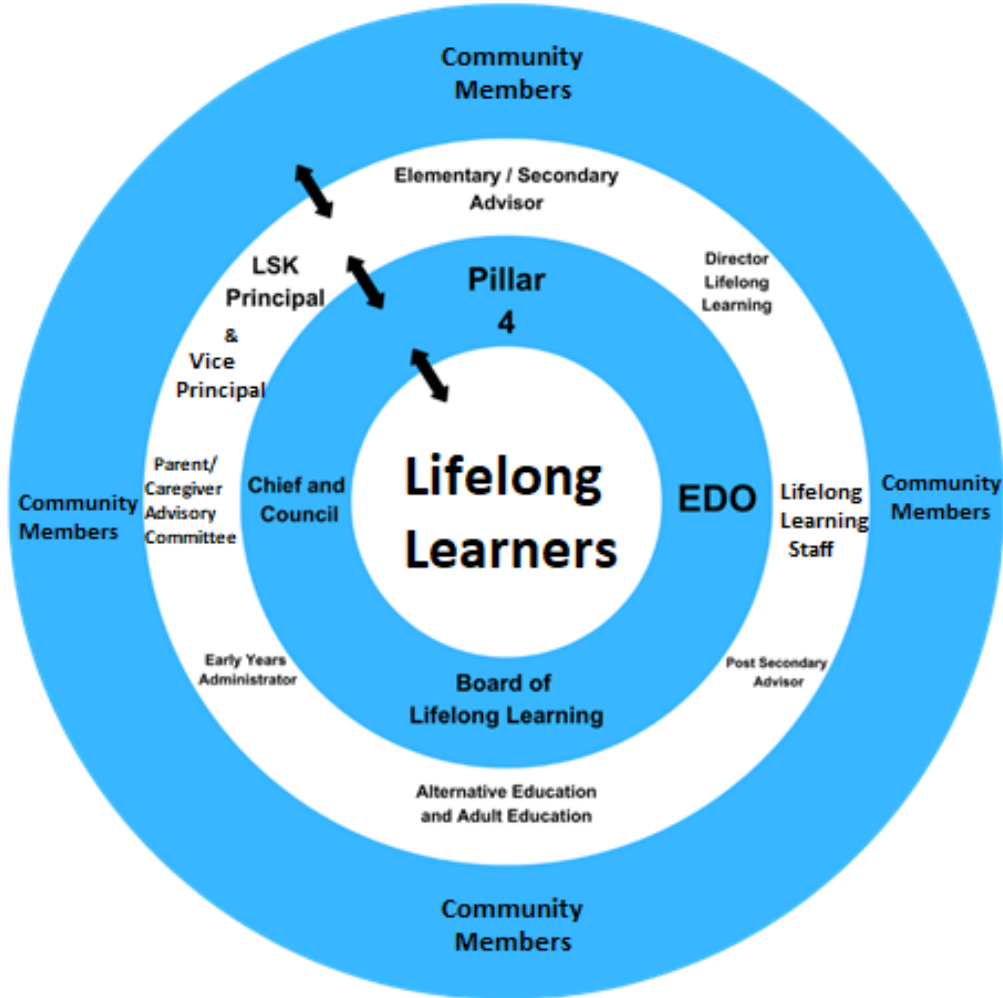 Community
Members
Elementary / Secondary
Advisor
LSK
Principal
&
Vice
Principal
Pillar
4
Director
Lifelong
Learning
Community
Members
Parent/
Caregiver
Advisory
Committee
Chief and
Council
Lifelong
Learners
EDO
Lifelong
Learning
Staff
Community
Members
Early Years
Administrator
Board of
Lifelong Learning
Post Secondary
Advisor
Alternative Education
and Adult Education
Community
Members